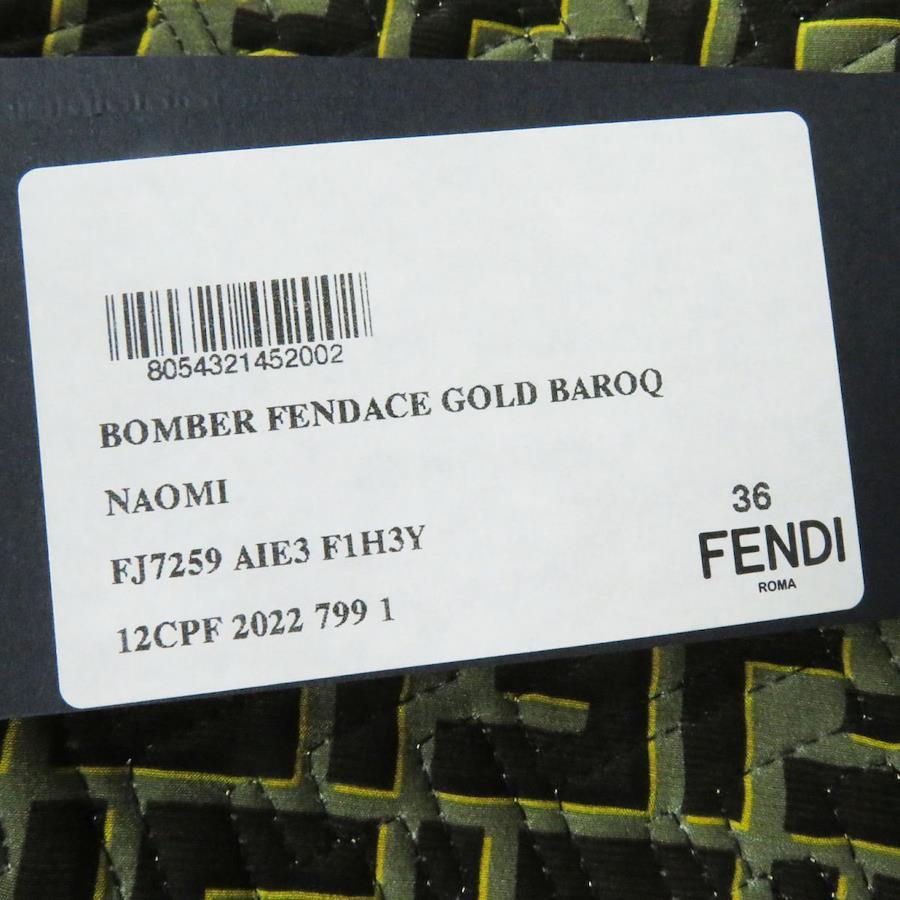 8054321452002
BOMBER FENDACE GOLD BAROQ
NAOMI
FJ7259 AIE3 F1H3Y
12CPF 2022 799 1
36
FENDI
ROMA